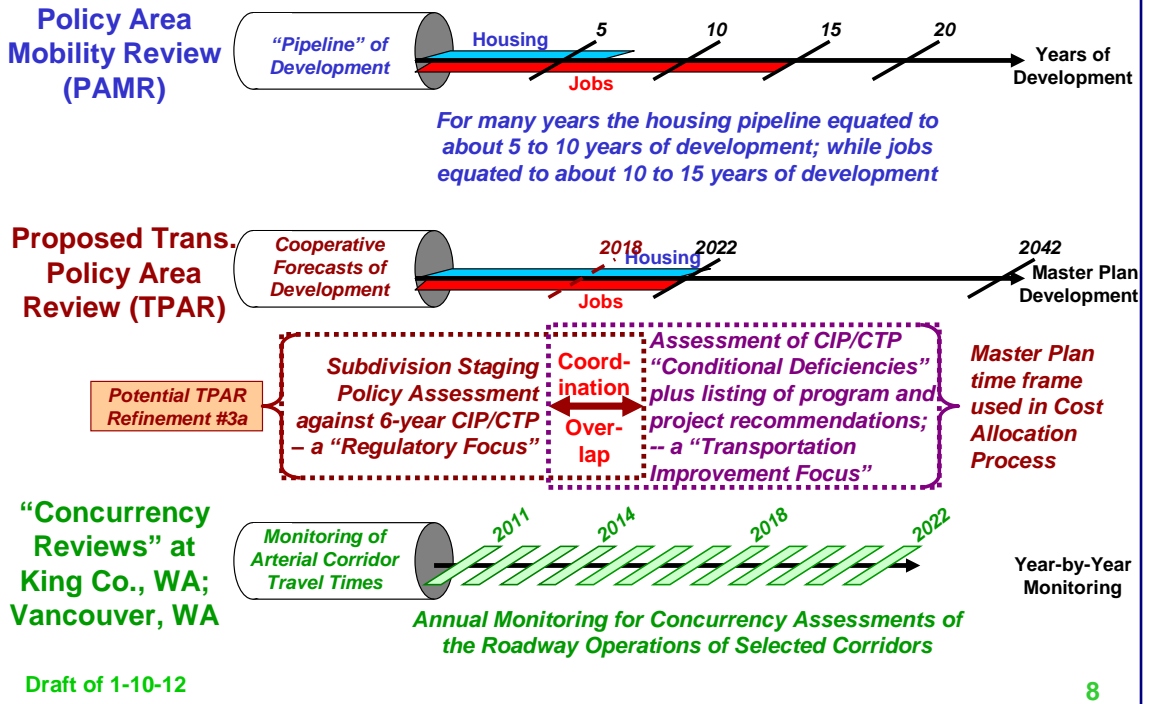 Policy Area
Mobility Review
(PAMR)
“Pipeline” of
Development
Housing
5
10
15
20
Jobs
Years of
Development
For many years the housing pipeline equated to
about 5 to 10 years of development; while jobs
equated to about 10 to 15 years of development
Proposed Trans.
Policy Area
Review (TPAR)
Cooperative
Forecasts of
Development
2018
Housing
2022
2042
Jobs
Master Plan
Development
Potential TPAR
Refinement #3a
Subdivision Staging
Policy Assessment
against 6-year CIP/CTP
– a “Regulatory Focus”
Coord-
ination
Over-
lap
Assessment of CIP/CTP
“Conditional Deficiencies”
plus listing of program and
project recommendations;
-- a “Transportation
Improvement Focus”
Master Plan
time frame
used in Cost
Allocation
Process
“Concurrency
Reviews” at
King Co., WA;
Vancouver, WA
Monitoring of
Arterial Corridor
Travel Times
2011
2014
2018
2022
Year-by-Year
Monitoring
Annual Monitoring for Concurrency Assessments of
the Roadway Operations of Selected Corridors
Draft of 1-10-12
8